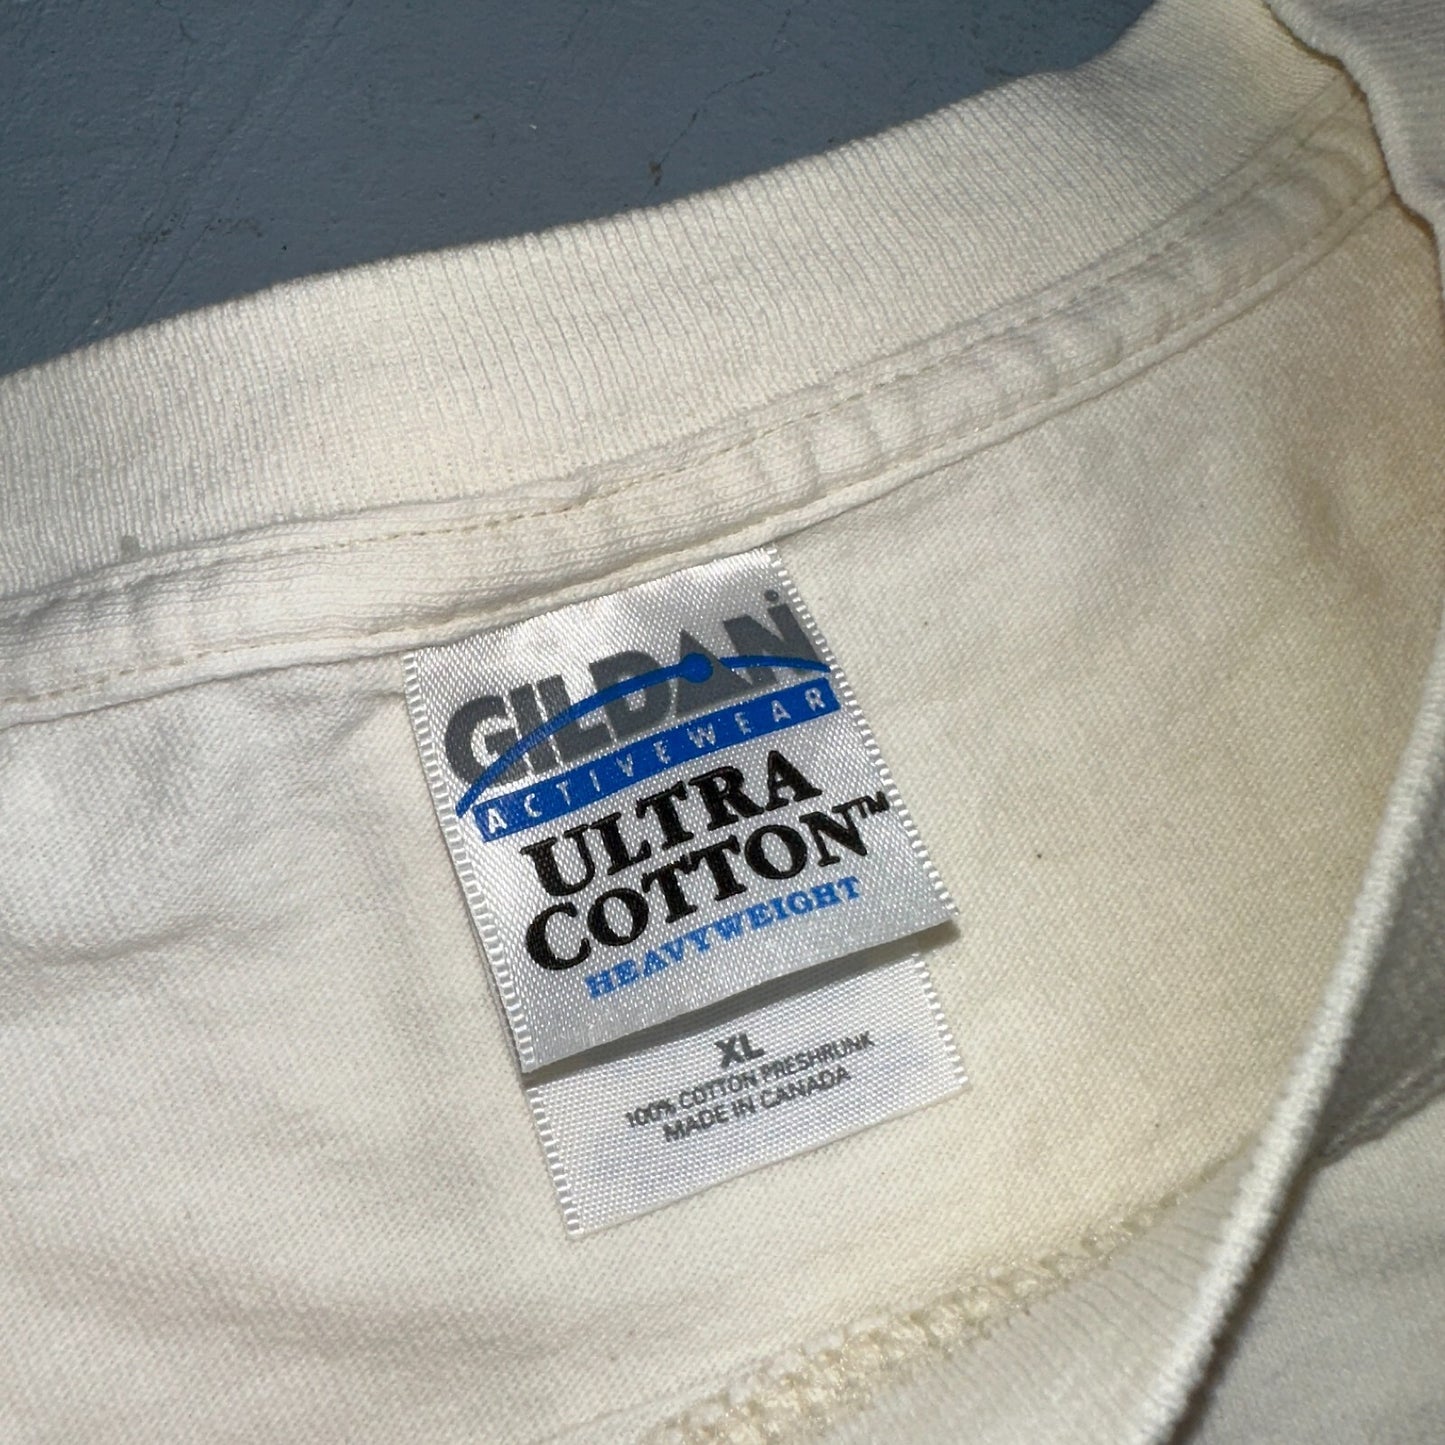 GILDAN®
ACTIVEWEAR
ULTRA
COTTON™
HEAVYWEIGHT
XL
100% COTTON PRESHRUNK
MADE IN CANADA